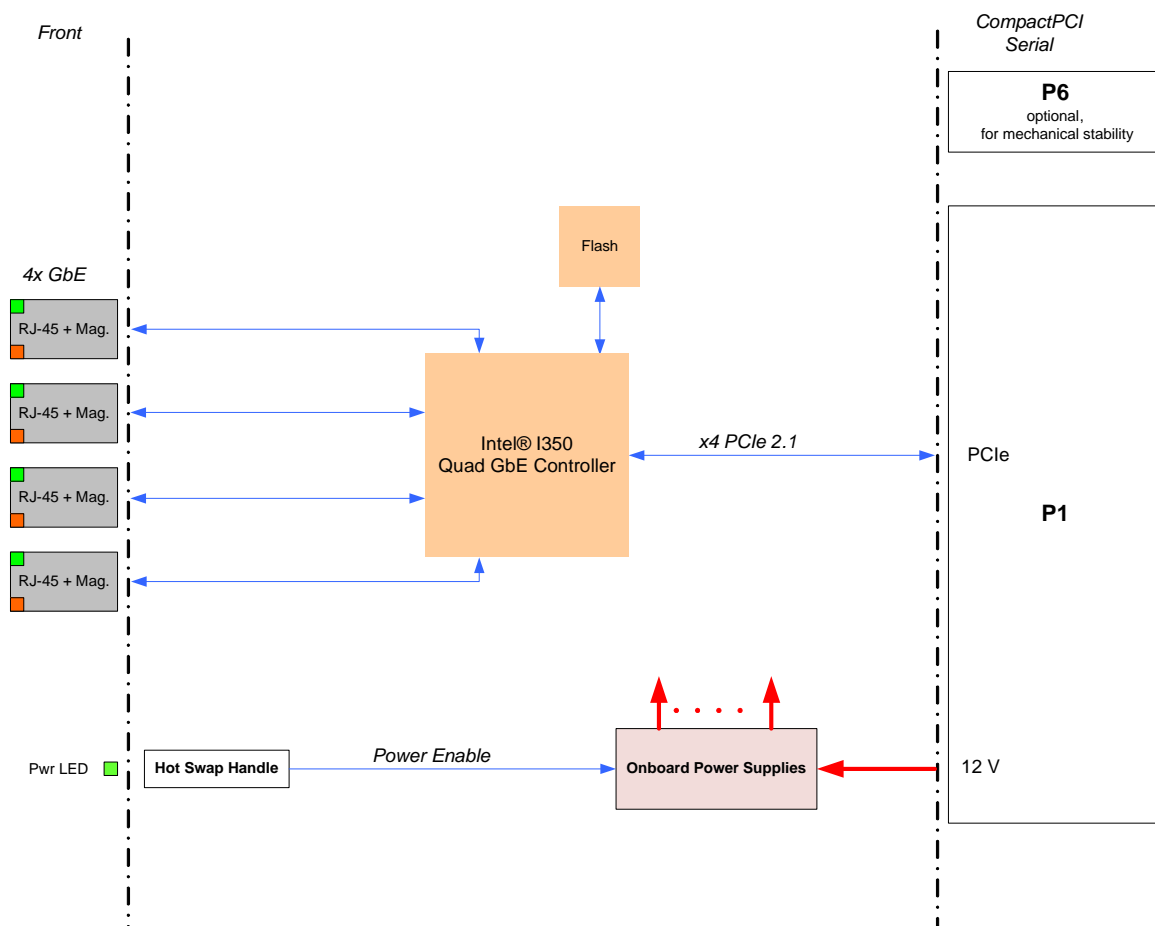 Front
CompactPCI
Serial
P6
optional,
for mechanical stability
Flash
4x GbE
RJ-45 + Mag.
RJ-45 + Mag.
RJ-45 + Mag.
RJ-45 + Mag.
Intel® I350
Quad GbE Controller
x4 PCIe 2.1
PCIe
P1
Pwr LED
Hot Swap Handle
Power Enable
Onboard Power Supplies
12 V